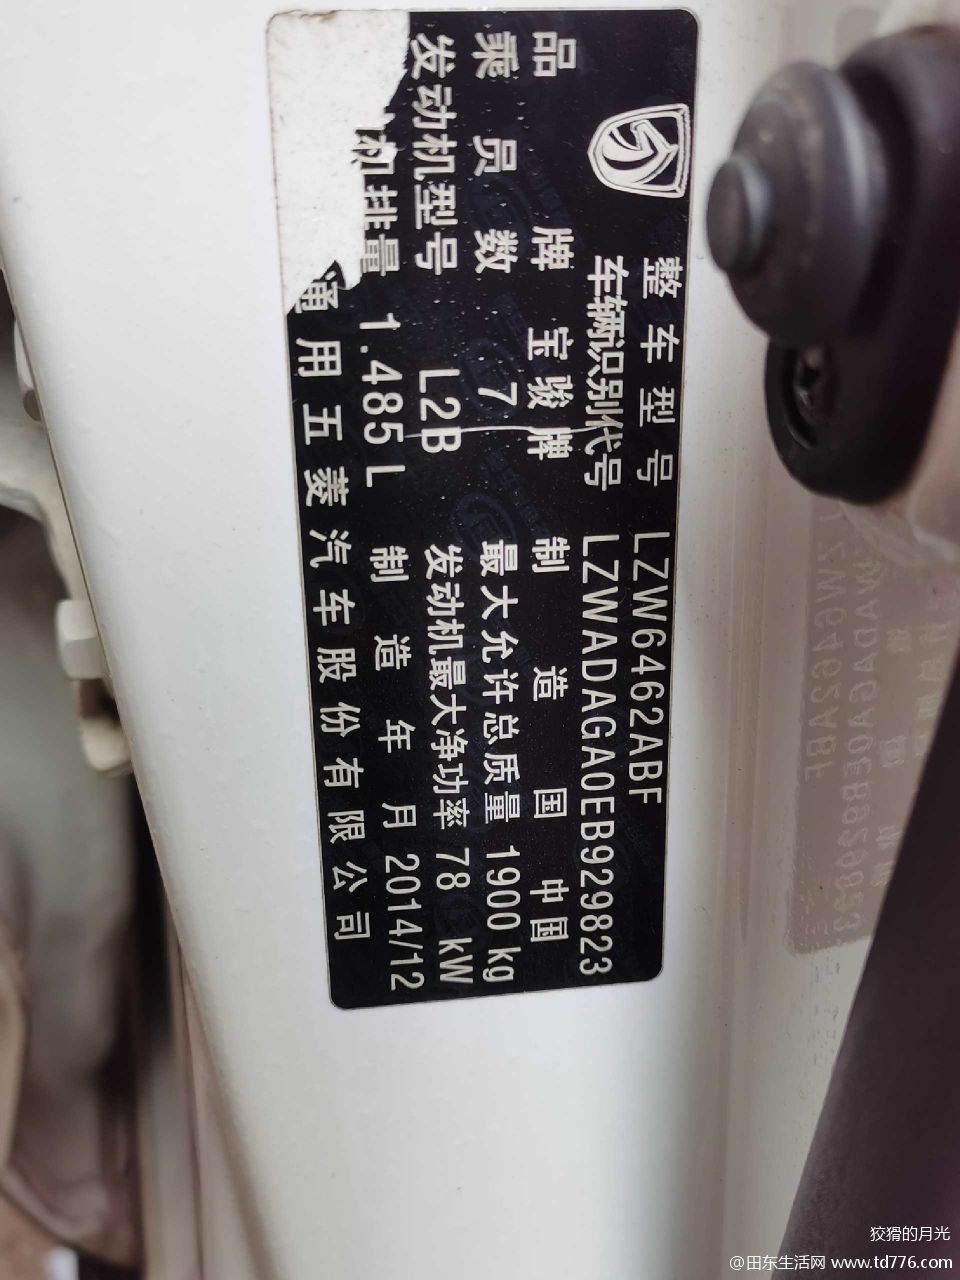 整车型号 LZW6462ABF
车辆识别代号 LZWADAGA0EB929823
品牌 宝骏牌 制造国 中国
乘员数 7 最大允许总质量 1900 kg
发动机型号 L2B 发动机最大净功率 78 kW
机排量 1.485 L 制造年月 2014/12
通用五菱汽车股份有限公司
狡猾的月光
@田东生活网 www.td776.com